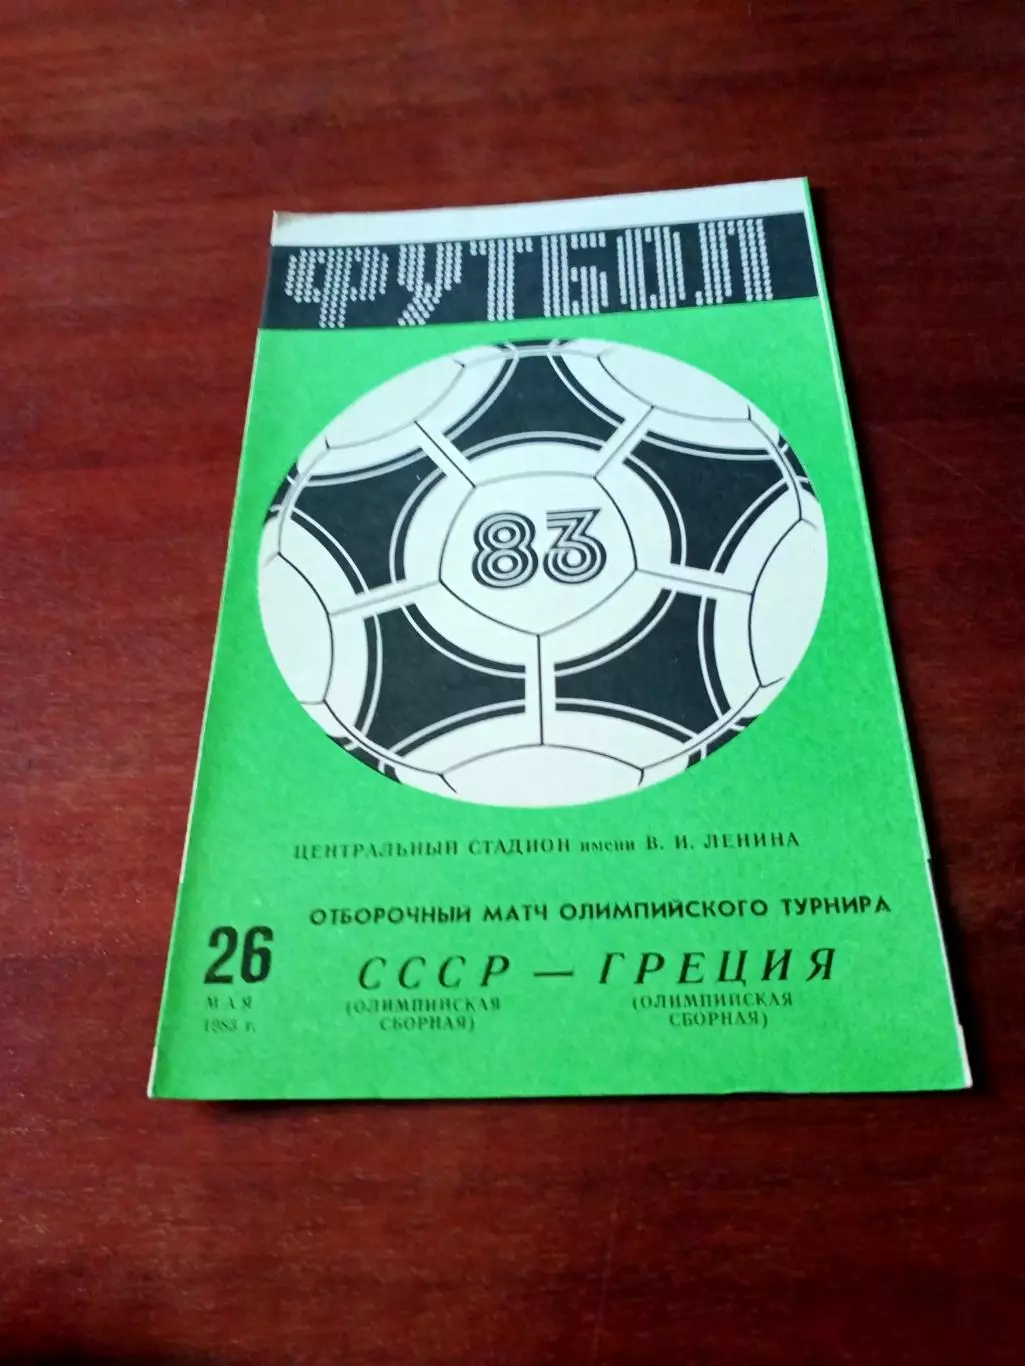 ФУТБОЛ
83
ЦЕНТРАЛЬНЫЙ СТАДИОН имени В. И. ЛЕНИНА
ОТБОРОЧНЫЙ МАТЧ ОЛИМПИЙСКОГО ТУРНИРА
26
МАЯ
1983 г.
СССР — ГРЕЦИЯ
(ОЛИМПИЙСКАЯ СБОРНАЯ)
(ОЛИМПИЙСКАЯ СБОРНАЯ)